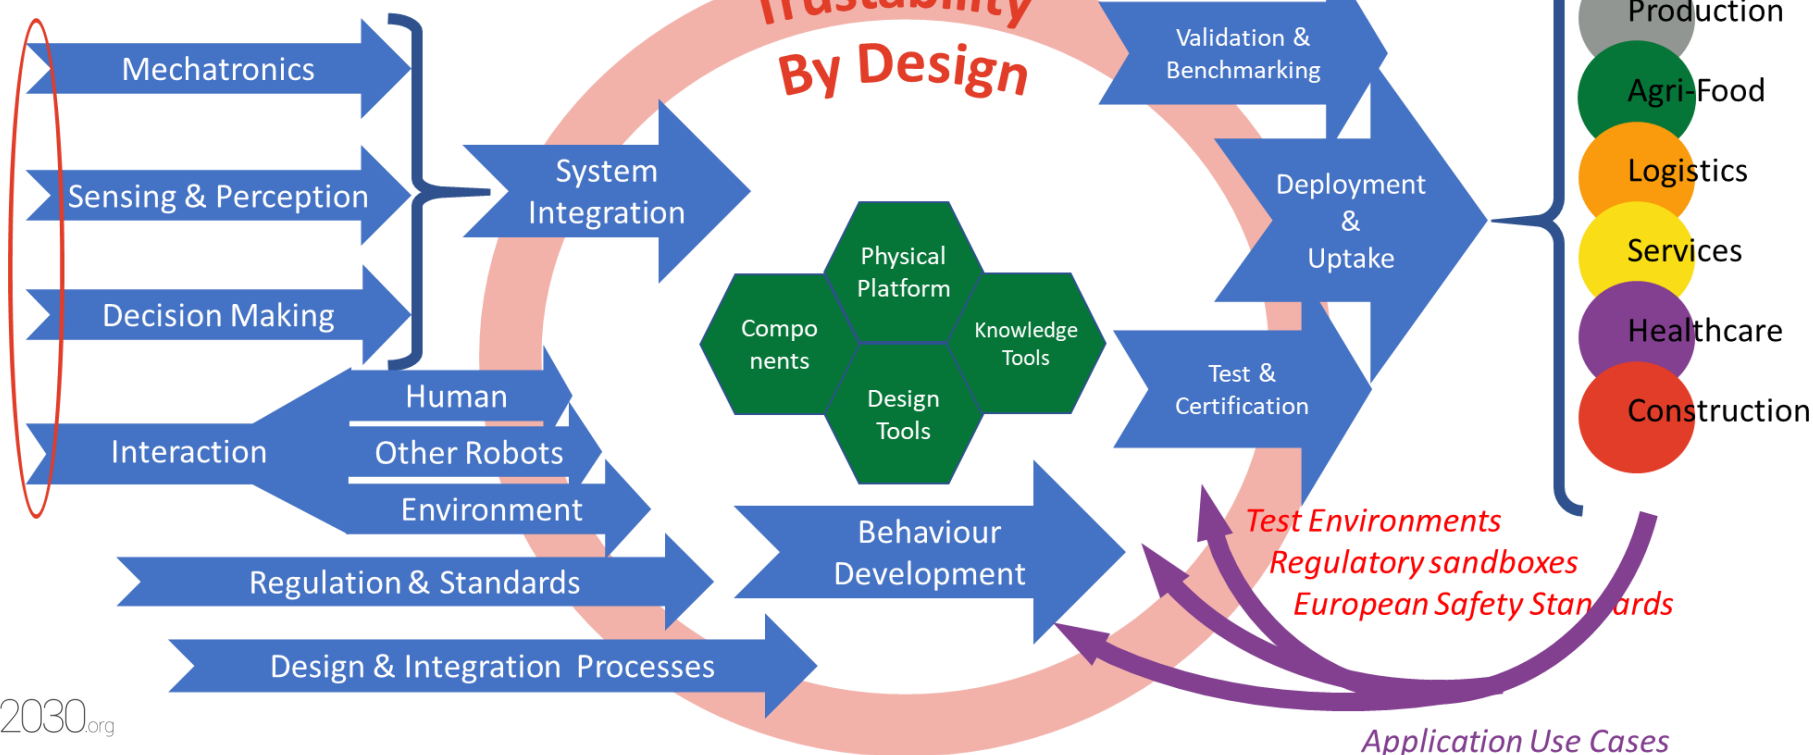 Trustability
By Design
Mechatronics
Sensing & Perception
Decision Making
Interaction
Human
Other Robots
Environment
Regulation & Standards
Design & Integration Processes
System
Integration
Physical
Platform
Compo
nents
Knowledge
Tools
Design
Tools
Behaviour
Development
Validation &
Benchmarking
Deployment
&
Uptake
Test &
Certification
Production
Agri-Food
Logistics
Services
Healthcare
Construction
Test Environments
Regulatory sandboxes
European Safety Standards
Application Use Cases
2030.org